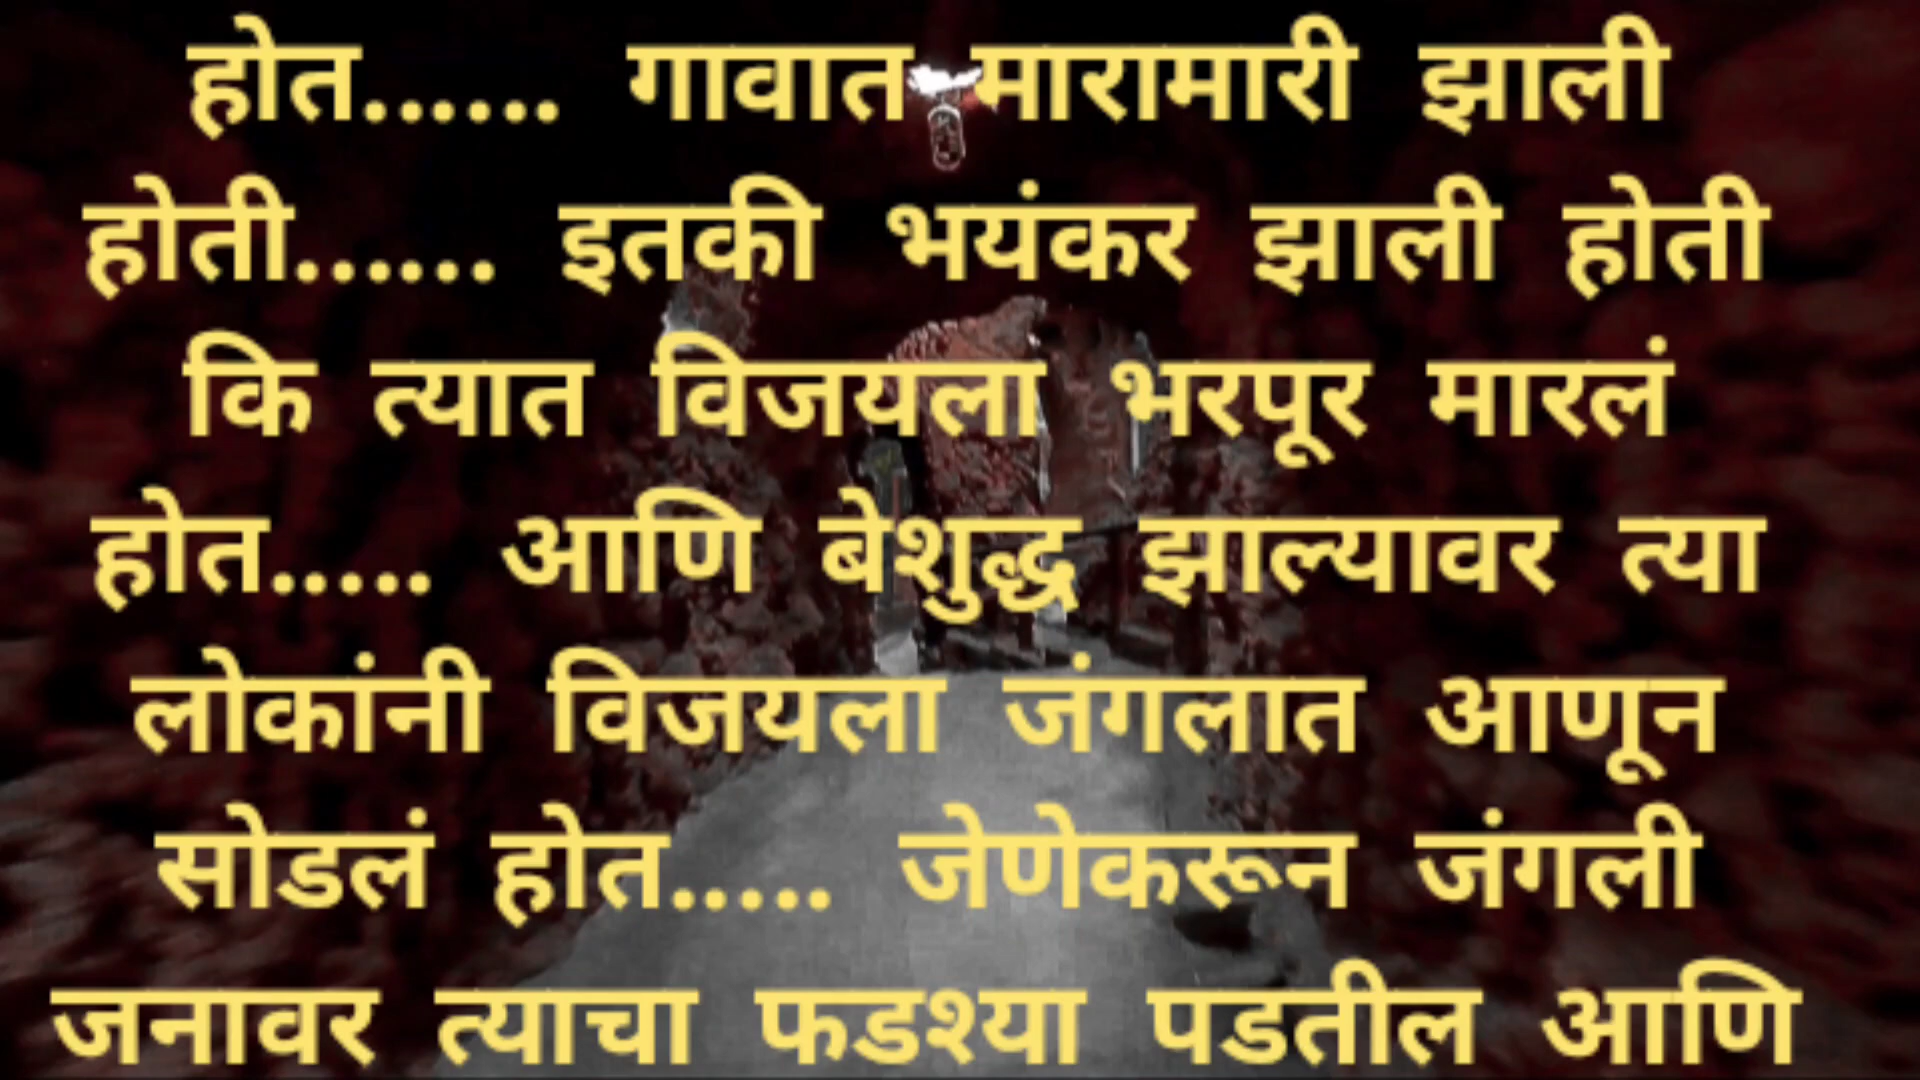 होत...... गावात मारामारी झाली
होती...... इतकी भयंकर झाली होती
कि त्यात विजयला भरपूर मारलं
होत..... आणि बेशुद्ध झाल्यावर त्या
लोकांनी विजयला जंगलात आणून
सोडलं होत..... जेणेकरून जंगली
जनावर त्याचा फडश्या पडतील आणि